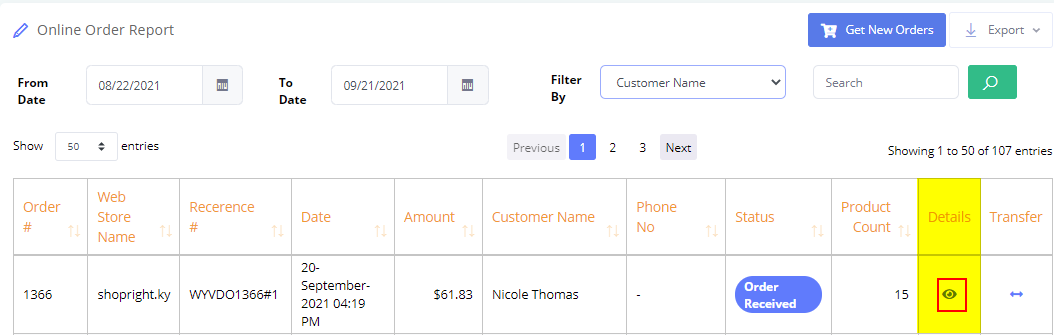 Online Order Report
Get New Orders
Export
From
Date
08/22/2021
To
Date
09/21/2021
Filter
By
Customer Name
Search
Show 50 entries
Previous 1 2 3 Next
Showing 1 to 50 of 107 entries
Order
#
Web
Store
Name
Recerence
#
Date
Amount
Customer Name
Phone
No
Status
Product
Count
Details
Transfer
1366
shopright.ky
WYVDO1366#1
20-
September-
2021 04:19
PM
$61.83
Nicole Thomas
-
Order
Received
15